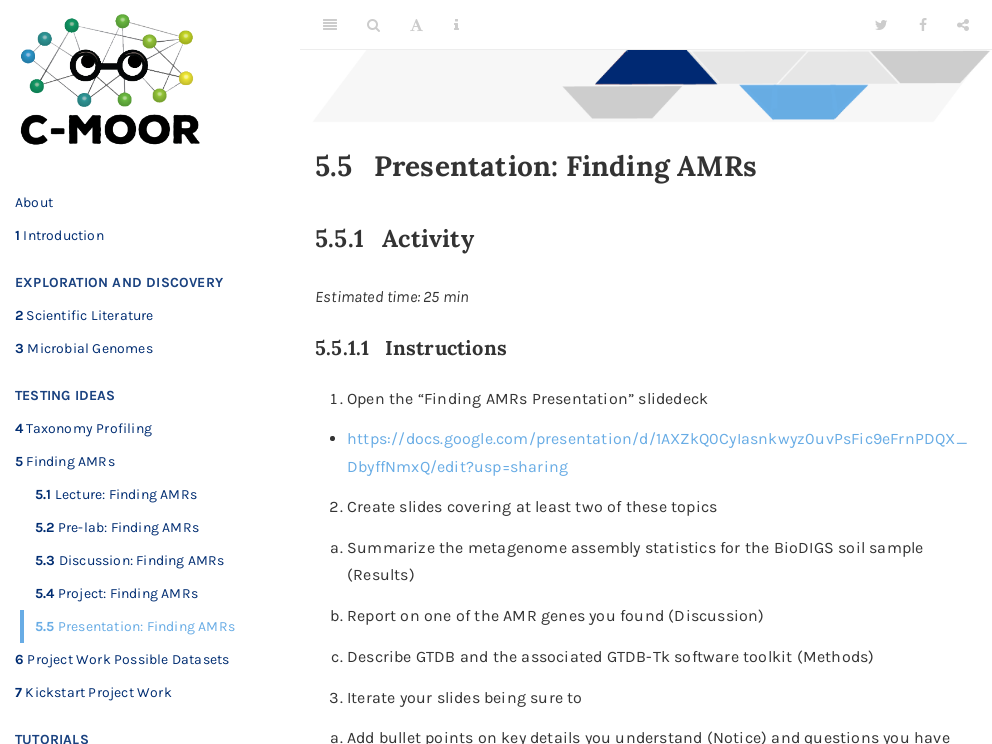 C-MOOR
About
1 Introduction
EXPLORATION AND DISCOVERY
2 Scientific Literature
3 Microbial Genomes
TESTING IDEAS
4 Taxonomy Profiling
5 Finding AMRs
5.1 Lecture: Finding AMRs
5.2 Pre-lab: Finding AMRs
5.3 Discussion: Finding AMRs
5.4 Project: Finding AMRs
5.5 Presentation: Finding AMRs
6 Project Work Possible Datasets
7 Kickstart Project Work
TUTORIALS
5.5 Presentation: Finding AMRs
5.5.1 Activity
Estimated time: 25 min
5.5.1.1 Instructions
1. Open the “Finding AMRs Presentation” slidedeck
• https://docs.google.com/presentation/d/1AXZkQ0CyIasnkwyz0uvPsFic9eFrnPDQX_
DbyffNmxQ/edit?usp=sharing
2. Create slides covering at least two of these topics
a. Summarize the metagenome assembly statistics for the BioDIGS soil sample
(Results)
b. Report on one of the AMR genes you found (Discussion)
c. Describe GTDB and the associated GTDB-Tk software toolkit (Methods)
3. Iterate your slides being sure to
a. Add bullet points on key details you understand (Notice) and questions you have